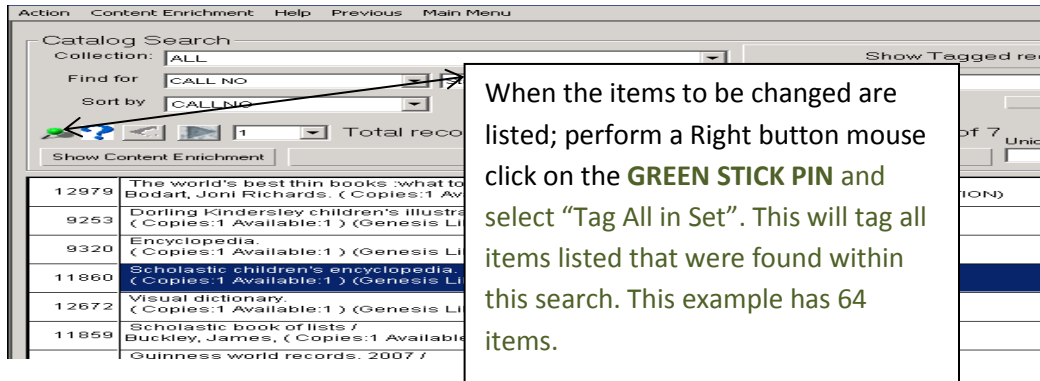 Action Content Enrichment Help Previous Main Menu
Catalog Search
Collection: ALL
Show Tagged rec
Find for CALL NO
Sort by CALLNO
1 Total reco
of 7
Show Content Enrichment
When the items to be changed are
listed; perform a Right button mouse
click on the GREEN STICK PIN and
select “Tag All in Set”. This will tag all
items listed that were found within
this search. This example has 64
items.
12979 The world's best thin books :what to
Bodart, Joni Richards. ( Copies:1 Av
ION)
9253 Dorling Kindersley children's illustra
( Copies:1 Available:1 ) (Genesis Li
9320 Encyclopedia.
( Copies:1 Available:1 ) (Genesis Li
11860 Scholastic children's encyclopedia.
( Copies:1 Available:1 ) (Genesis Li
12672 Visual dictionary.
( Copies:1 Available:1 ) (Genesis Li
11859 Scholastic book of lists /
Buckley, James, ( Copies:1 Available
Guinness world records. 2007 /